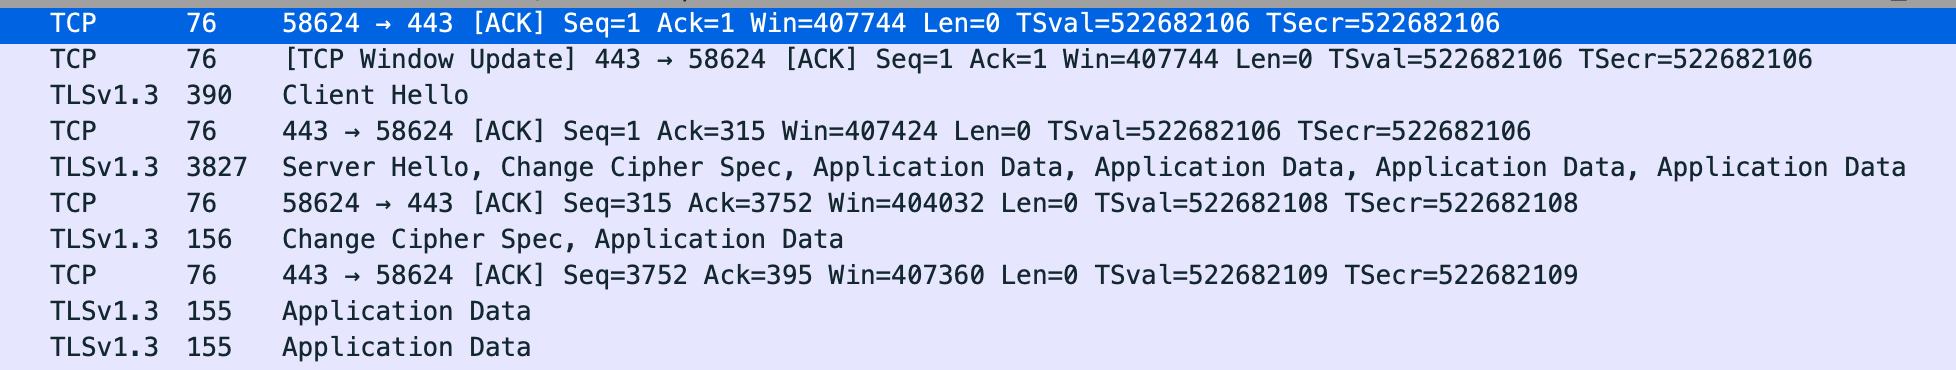 TCP 76 58624 → 443 [ACK] Seq=1 Ack=1 Win=407744 Len=0 TSval=522682106 TSecr=522682106
TCP 76 [TCP Window Update] 443 → 58624 [ACK] Seq=1 Ack=1 Win=407744 Len=0 TSval=522682106 TSecr=522682106
TLSv1.3 390 Client Hello
TCP 76 443 → 58624 [ACK] Seq=1 Ack=315 Win=407424 Len=0 TSval=522682106 TSecr=522682106
TLSv1.3 3827 Server Hello, Change Cipher Spec, Application Data, Application Data, Application Data, Application Data
TCP 76 58624 → 443 [ACK] Seq=315 Ack=3752 Win=404032 Len=0 TSval=522682108 TSecr=522682108
TLSv1.3 156 Change Cipher Spec, Application Data
TCP 76 443 → 58624 [ACK] Seq=3752 Ack=395 Win=407360 Len=0 TSval=522682109 TSecr=522682109
TLSv1.3 155 Application Data
TLSv1.3 155 Application Data